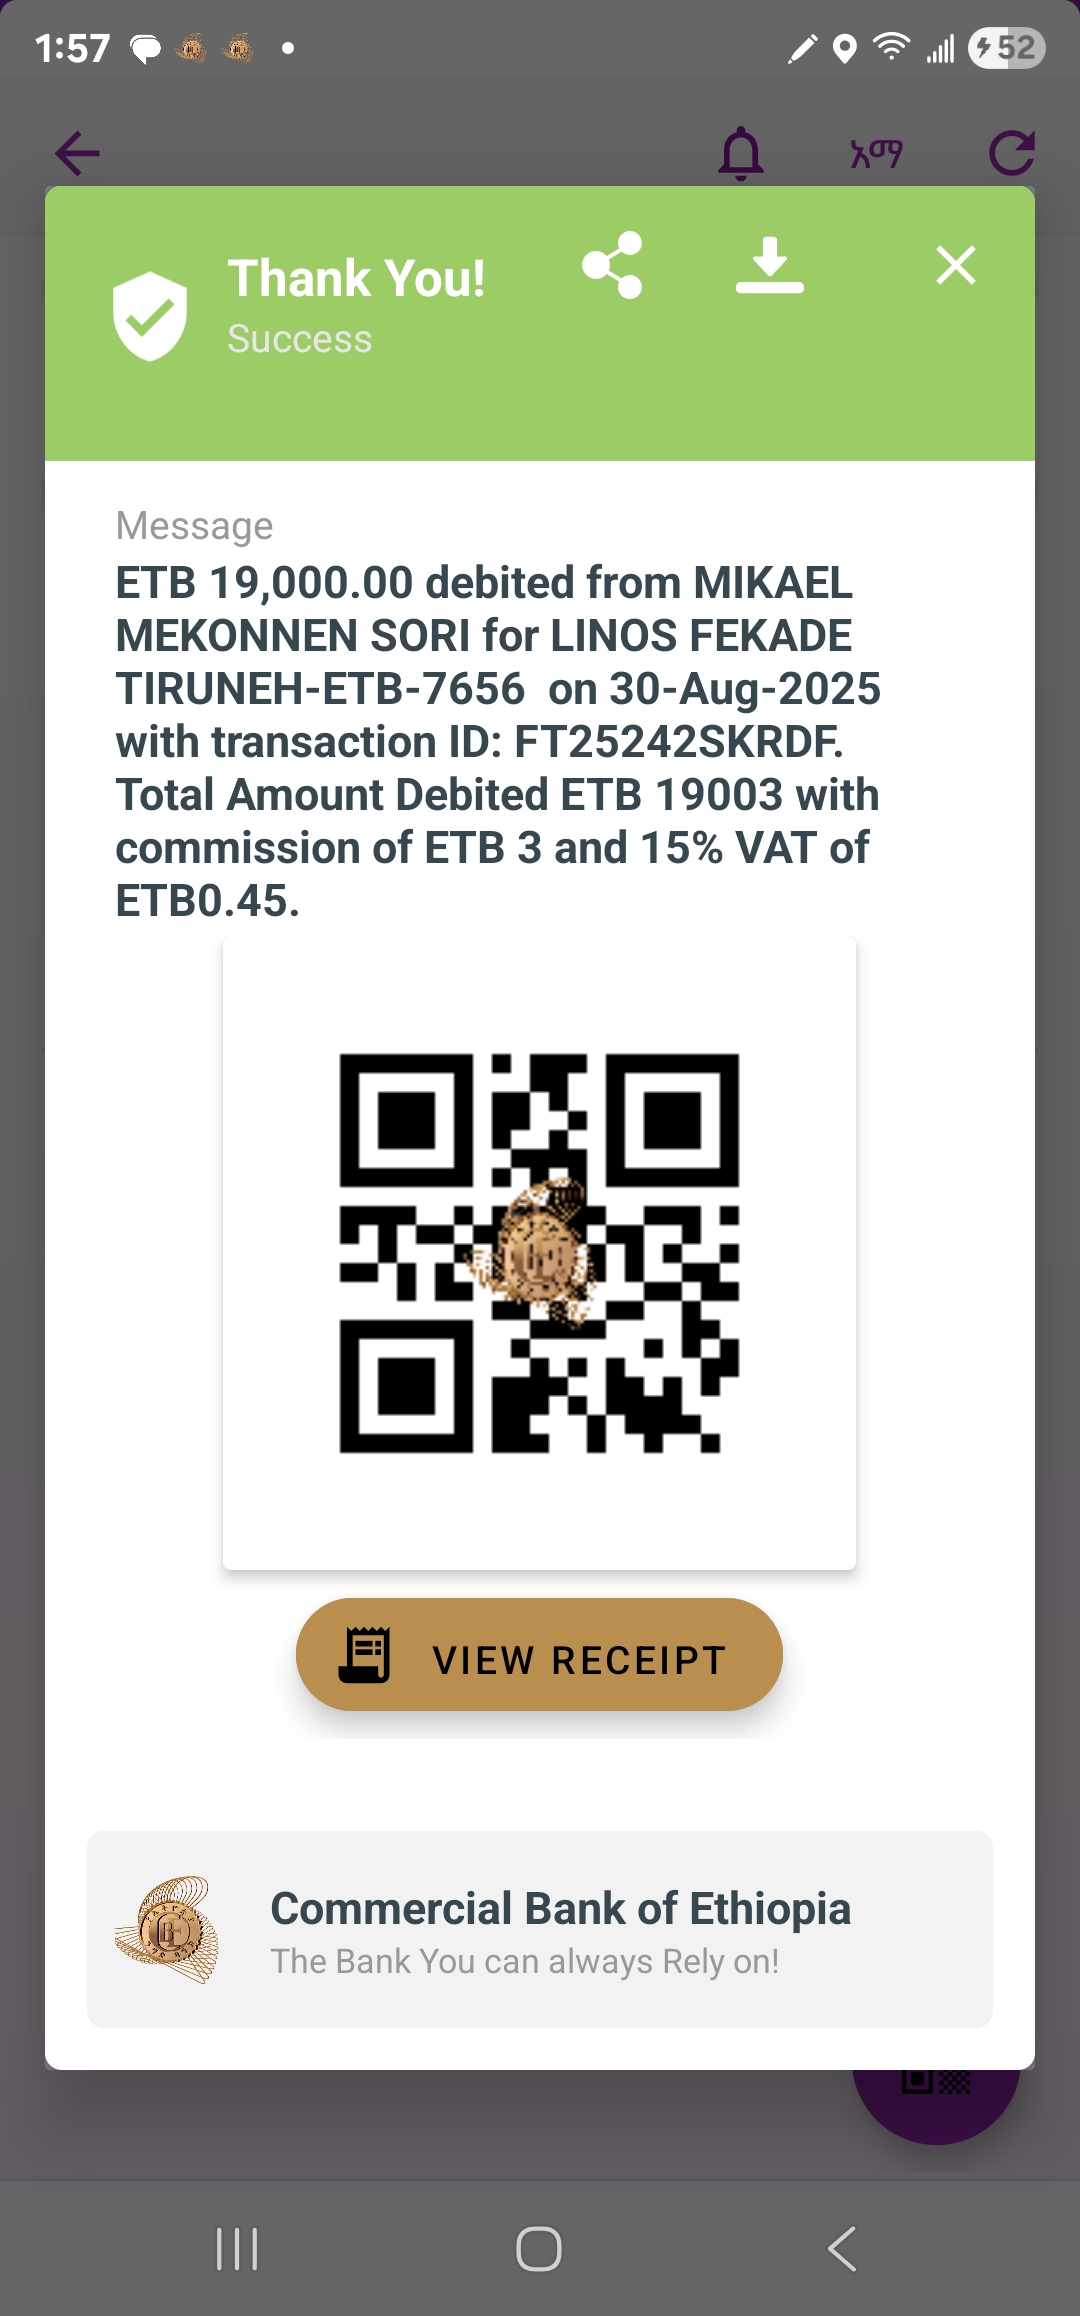 1:57
52
አማ
Thank You!
Success
Message
ETB 19,000.00 debited from MIKAEL
MEKONNEN SORI for LINOS FEKADE
TIRUNEH-ETB-7656  on 30-Aug-2025
with transaction ID: FT25242SKRDF.
Total Amount Debited ETB 19003 with
commission of ETB 3 and 15% VAT of
ETB0.45.
VIEW RECEIPT
Commercial Bank of Ethiopia
The Bank You can always Rely on!